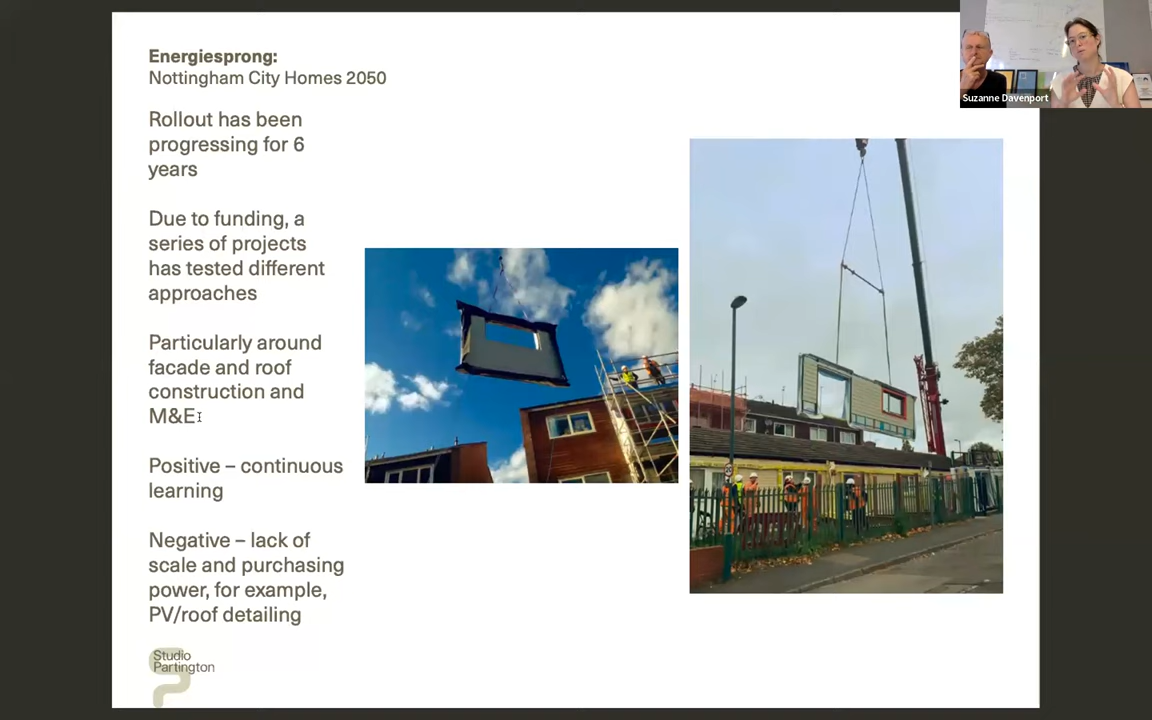 Energiesprong:
Nottingham City Homes 2050
Rollout has been
progressing for 6
years
Due to funding, a
series of projects
has tested different
approaches
Particularly around
facade and roof
construction and
M&E
Positive – continuous
learning
Negative – lack of
scale and purchasing
power, for example,
PV/roof detailing
Studio
Partington
Suzanne Davenport